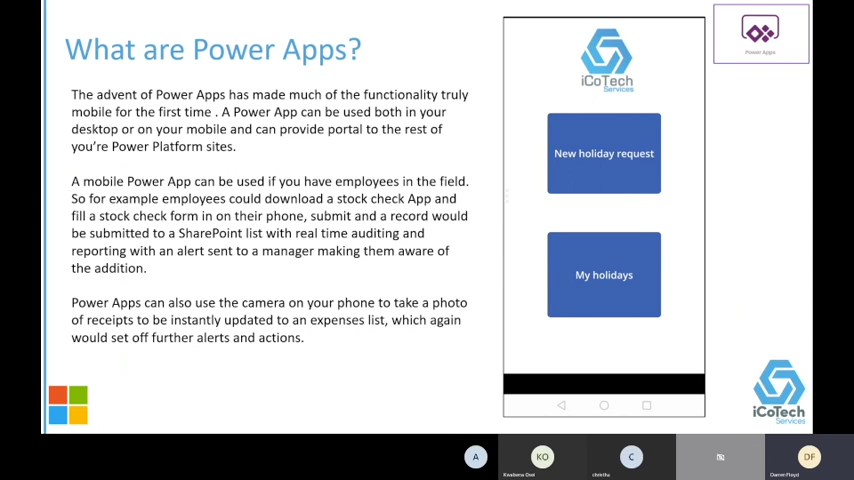 What are Power Apps?
The advent of Power Apps has made much of the functionality truly
mobile for the first time . A Power App can be used both in your
desktop or on your mobile and can provide portal to the rest of
you’re Power Platform sites.
A mobile Power App can be used if you have employees in the field.
So for example employees could download a stock check App and
fill a stock check form in on their phone, submit and a record would
be submitted to a SharePoint list with real time auditing and
reporting with an alert sent to a manager making them aware of
the addition.
Power Apps can also use the camera on your phone to take a photo
of receipts to be instantly updated to an expenses list, which again
would set off further alerts and actions.
iCoTech
Services
New holiday request
My holidays
Power Apps
iCoTech
Services
A
KO
C
DF
Darren Floyd